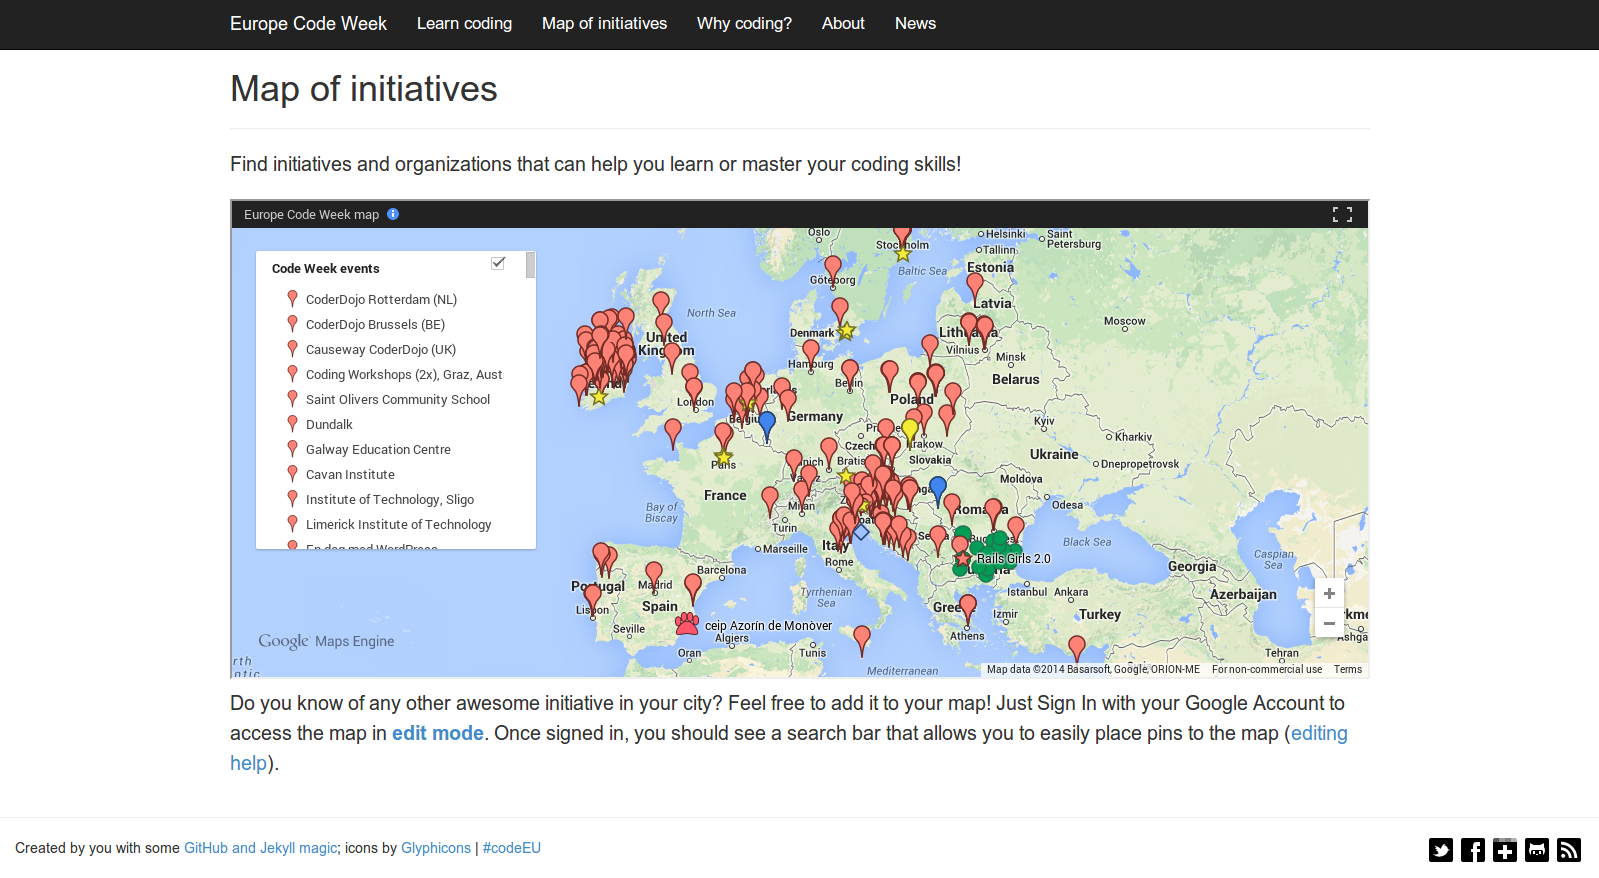 Europe Code Week
Learn coding
Map of initiatives
Why coding?
About
News
Map of initiatives
Find initiatives and organizations that can help you learn or master your coding skills!
Europe Code Week map
Code Week events
CoderDojo Rotterdam (NL)
CoderDojo Brussels (BE)
Causeway CoderDojo (UK)
Coding Workshops (2x), Graz, Aust
Saint Olivers Community School
Dundalk
Galway Education Centre
Cavan Institute
Institute of Technology, Sligo
Limerick Institute of Technology
Oslo
Helsinki
Saint
Petersburg
Tallinn
Baltic Sea
Estonia
Göteborg
Latvia
North Sea
Moscow
Denmark
Vilnius
Minsk
United
Hamburg
Belarus
London
Poland
Germany
Kyiv
Kharkiv
Krakow
Ukraine
Dnepropetrovsk
Slovakia
Paris
Moldova
France
Odesa
Bay of
Biscay
Milan
Turin
Romania
Black Sea
Marseille
Italy
Rome
Rails Girls 2.0
Caspian
Sea
Georgia
Barcelona
Portugal
Madrid
Istanbul
Ankara
Azerbaijan
Tyrrhenian
Sea
Lisbon
Spain
Izmir
Turkey
Seville
ceip Azorín de Monòver
Algiers
Athens
Oran
Tunis
Tehran
Mediterranean
Google Maps Engine
Map data ©2014 Basarsoft, Google, ORION-ME
For non-commercial use
Terms
Do you know of any other awesome initiative in your city? Feel free to add it to your map! Just Sign In with your Google Account to
access the map in edit mode. Once signed in, you should see a search bar that allows you to easily place pins to the map (editing
help).
Created by you with some GitHub and Jekyll magic; icons by Glyphicons | #codeEU